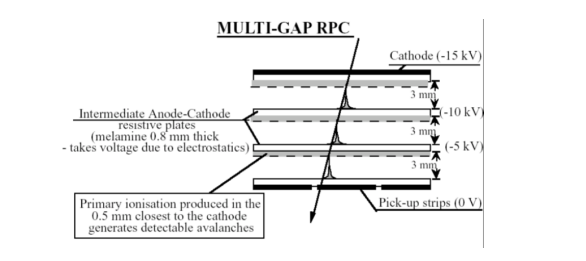 MULTI-GAP RPC
Cathode (-15 kV)
3 mm
Intermediate Anode-Cathode
resistive plates
(melamine 0.8 mm thick
- takes voltage due to electrostatics)
(-10 kV)
3 mm
(-5 kV)
3 mm
Primary ionisation produced in the
0.5 mm closest to the cathode
generates detectable avalanches
Pick-up strips (0 V)